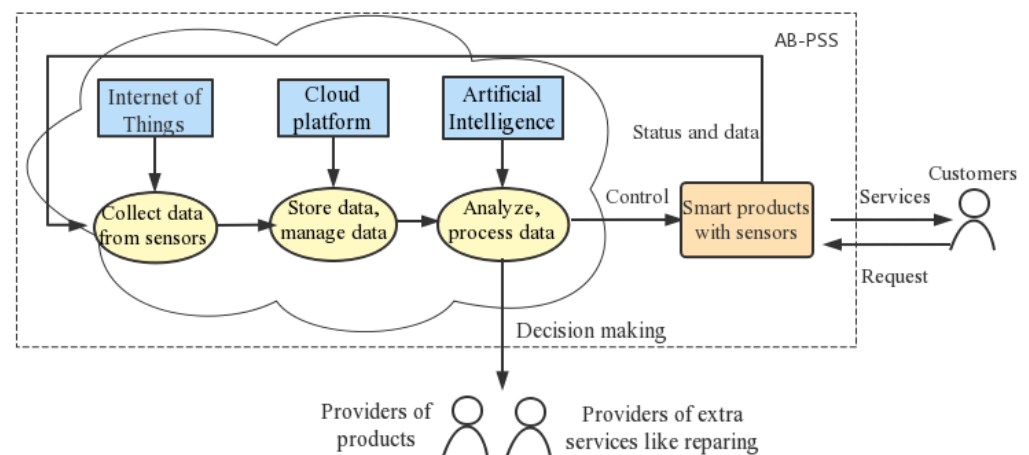 AB-PSS
Internet of
Things
Cloud
platform
Artificial
Intelligence
Status and data
Customers
Collect data
from sensors
Store data,
manage data
Analyze,
process data
Control
Smart products
with sensors
Services
Request
Decision making
Providers of
products
Providers of extra
services like reparing